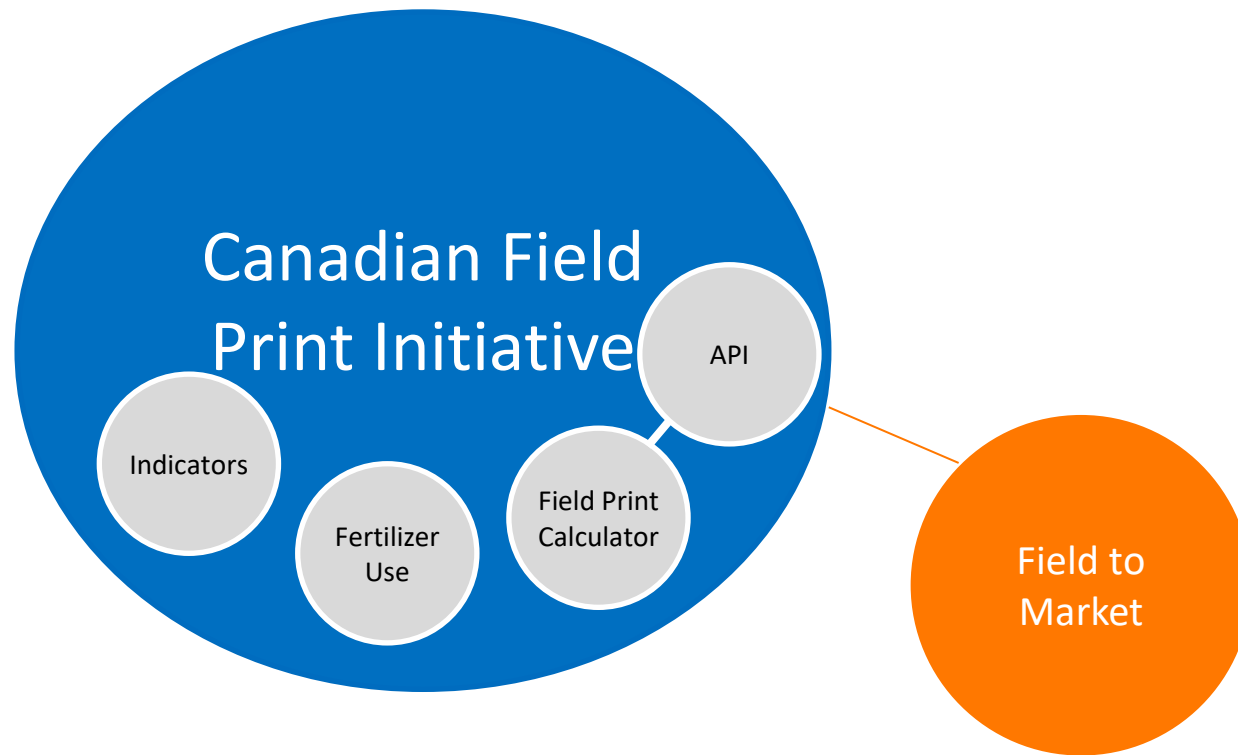 Canadian Field
Print Initiative
API
Indicators
Fertilizer
Use
Field Print
Calculator
Field to
Market